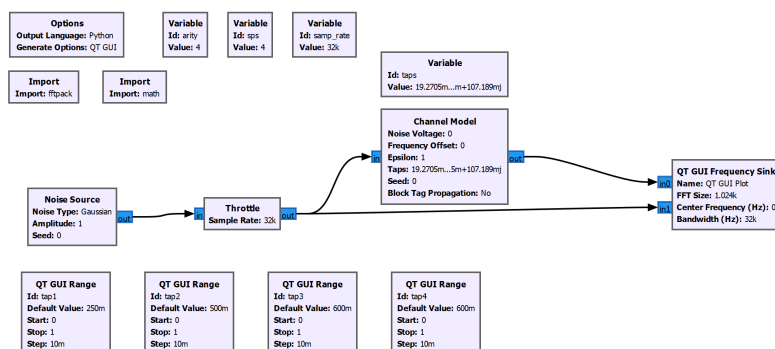 Options
Output Language: Python
Generate Options: QT GUI
Variable
Id: arity
Value: 4
Variable
Id: sps
Value: 4
Variable
Id: samp_rate
Value: 32k
Variable
Id: taps
Value: 19.2705m...m+107.189mj
Import
Import: fftpack
Import
Import: math
Channel Model
Noise Voltage: 0
Frequency Offset: 0
Epsilon: 1
Taps: 19.2705m...5m+107.189mj
Seed: 0
Block Tag Propagation: No
in
out
Noise Source
Noise Type: Gaussian
Amplitude: 1
Seed: 0
out
Throttle
Sample Rate: 32k
in
out
QT GUI Frequency Sink
Name: QT GUI Plot
FFT Size: 1.024k
Center Frequency (Hz): 0
Bandwidth (Hz): 32k
in0
in1
QT GUI Range
Id: tap1
Default Value: 250m
Start: 0
Stop: 1
Step: 10m
QT GUI Range
Id: tap2
Default Value: 500m
Start: 0
Stop: 1
Step: 10m
QT GUI Range
Id: tap3
Default Value: 600m
Start: 0
Stop: 1
Step: 10m
QT GUI Range
Id: tap4
Default Value: 600m
Start: 0
Stop: 1
Step: 10m